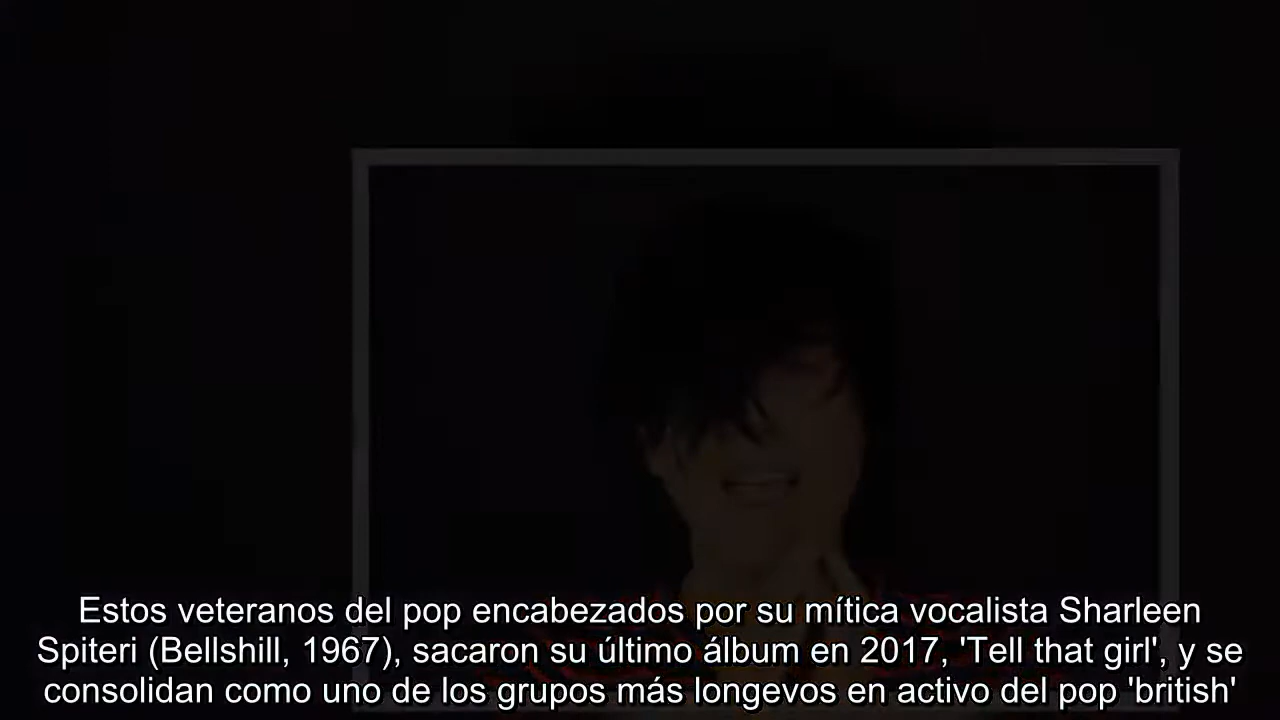 Estos veteranos del pop encabezados por su mítica vocalista Sharleen
Spiteri (Bellshill, 1967), sacaron su último álbum en 2017, 'Tell that girl', y se
consolidan como uno de los grupos más longevos en activo del pop 'british'